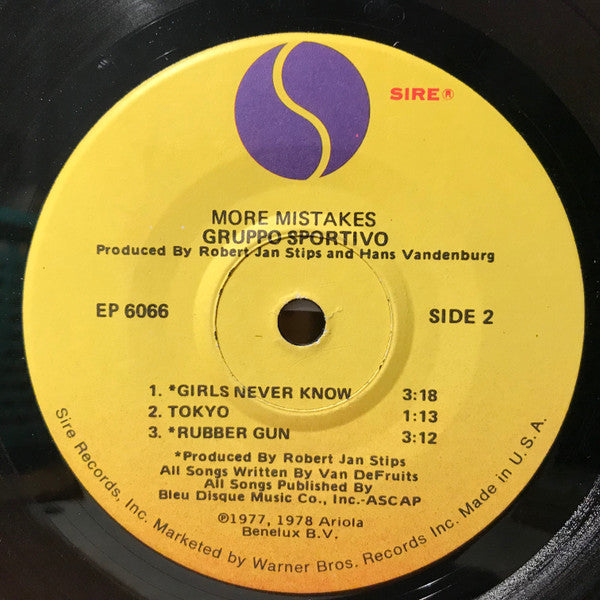 SIRE®
MORE MISTAKES
GRUPPO SPORTIVO
Produced By Robert Jan Stips and Hans Vandenburg
EP 6066
SIDE 2
1. *GIRLS NEVER KNOW 3:18
2. TOKYO 1:13
3. *RUBBER GUN 3:12
*Produced By Robert Jan Stips
All Songs Written By Van DeFruits
All Songs Published By
Bleu Disque Music Co., Inc.-ASCAP
℗1977, 1978 Ariola
Benelux B.V.
Sire Records, Inc. Marketed by Warner Bros. Records Inc. Made in U.S.A.